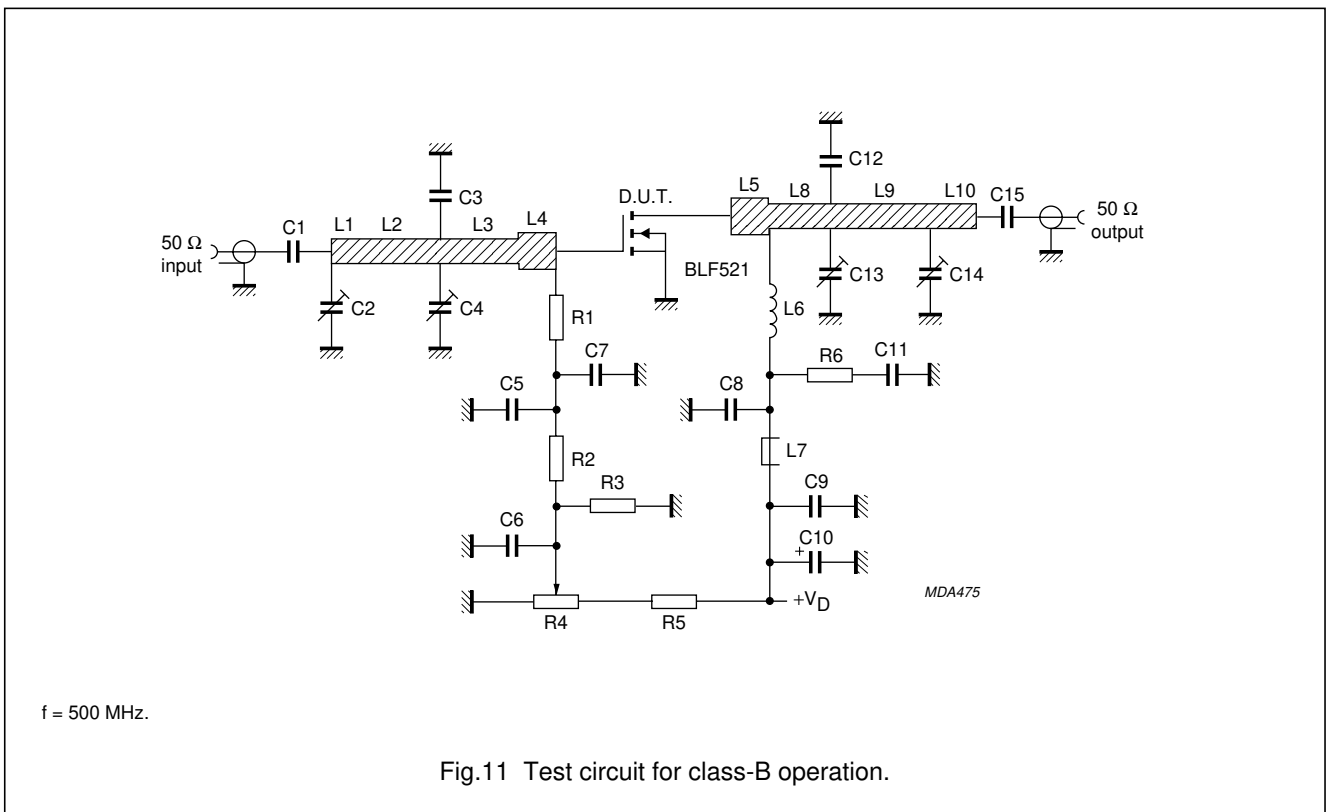 C12
L5
L8
L9
L10
C15
50 Ω
output
D.U.T.
C3
L1
L2
L3
L4
C1
50 Ω
input
BLF521
C13
C14
C2
C4
L6
R1
R6
C11
C7
C5
C8
R2
L7
R3
C9
C6
+
C10
+VD
MDA475
R4
R5
f = 500 MHz.
Fig.11 Test circuit for class-B operation.